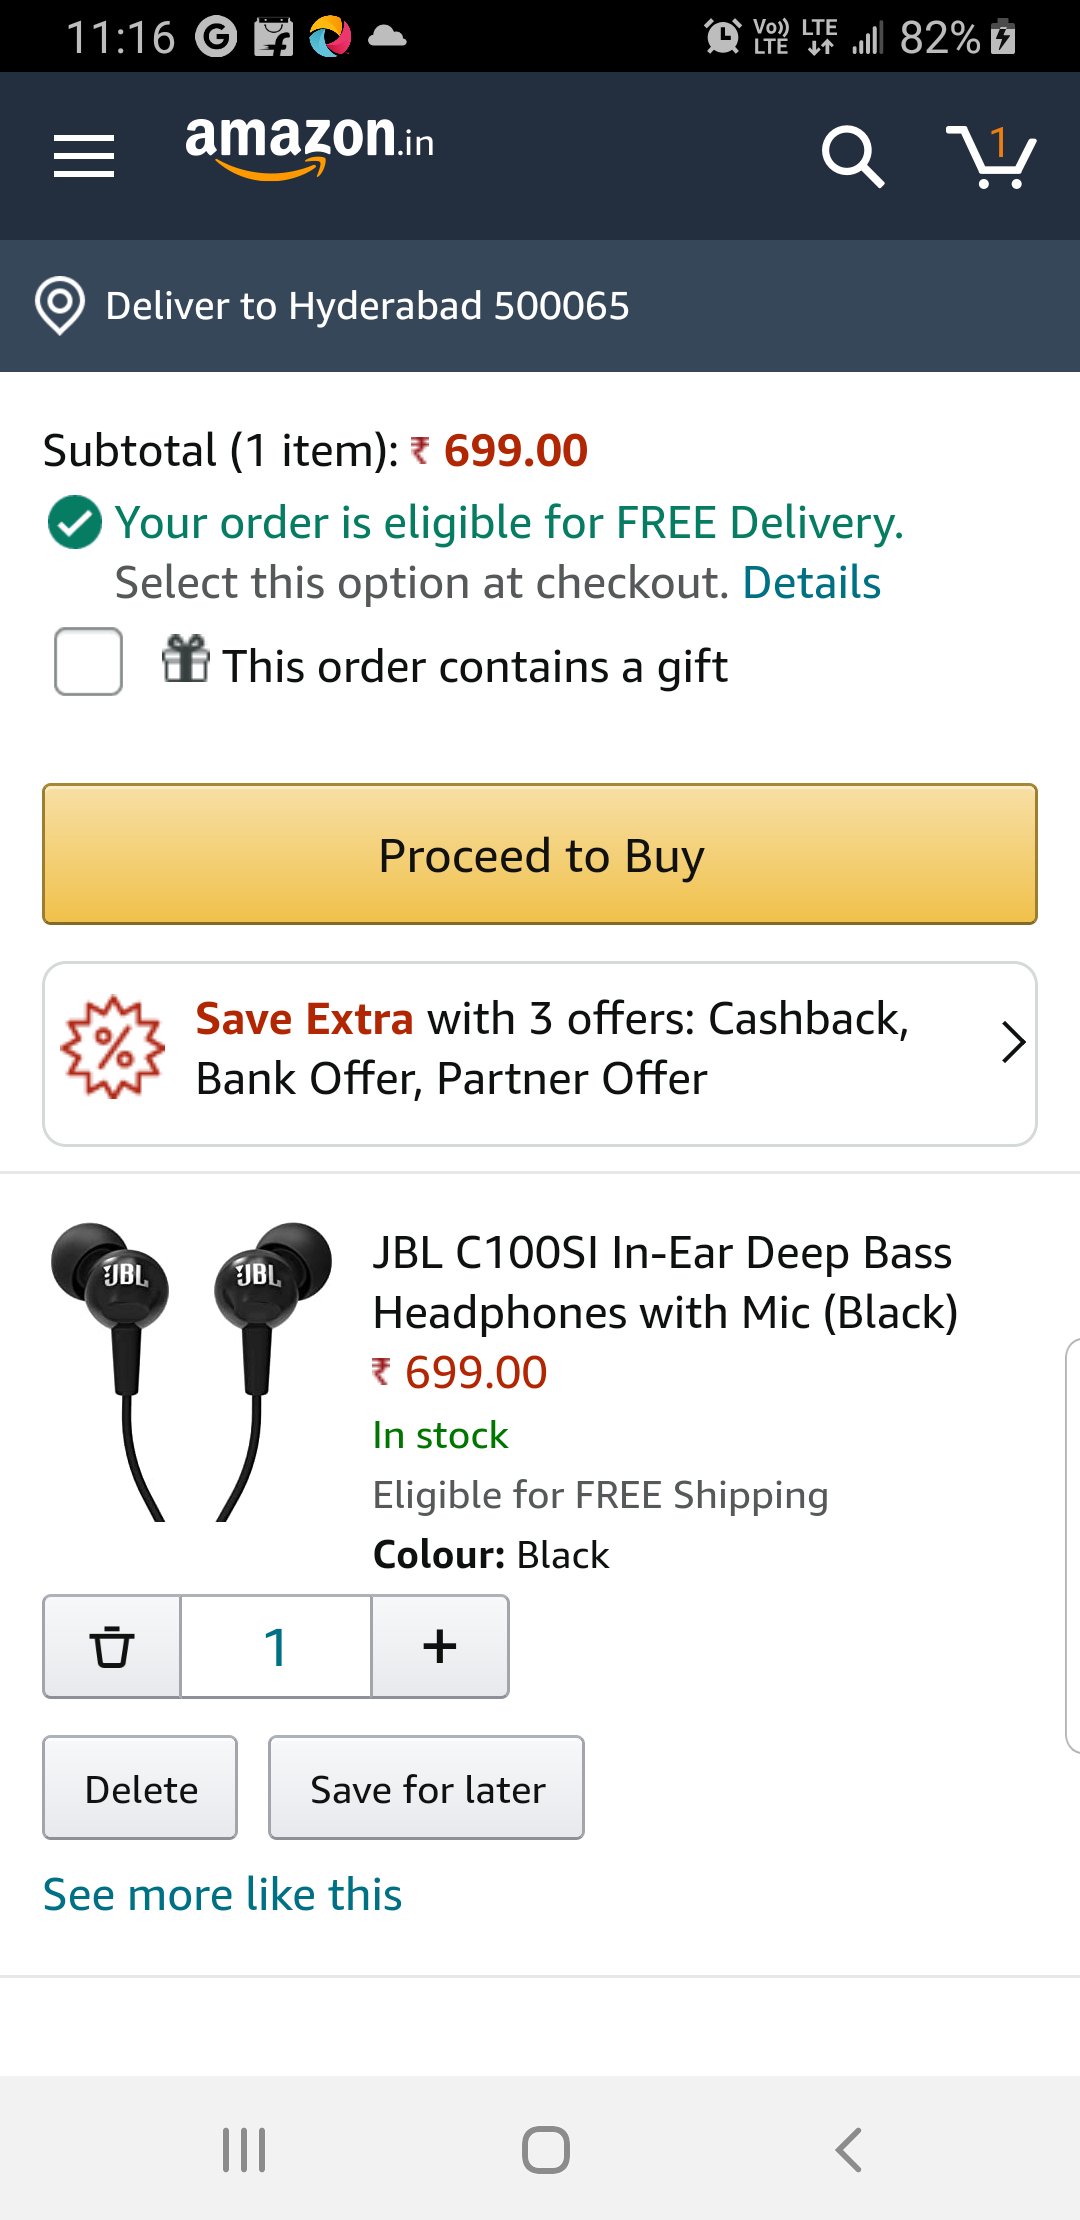 11:16 G Vo)) LTE LTE 82%
amazon.in 1
Deliver to Hyderabad 500065
Subtotal (1 item): ₹ 699.00
Your order is eligible for FREE Delivery.
Select this option at checkout. Details
This order contains a gift
Proceed to Buy
Save Extra with 3 offers: Cashback,
Bank Offer, Partner Offer
JBL JBL
JBL C100SI In-Ear Deep Bass
Headphones with Mic (Black)
₹ 699.00
In stock
Eligible for FREE Shipping
Colour: Black
1 +
Delete Save for later
See more like this